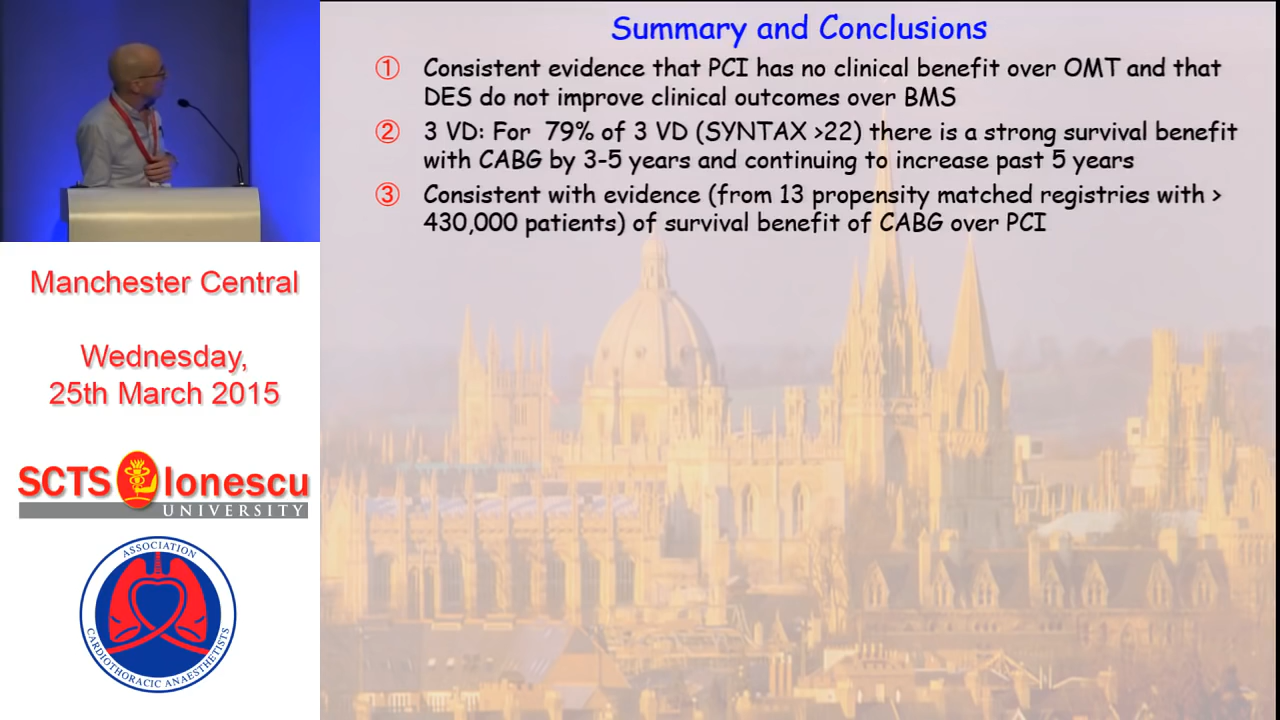 Summary and Conclusions
① Consistent evidence that PCI has no clinical benefit over OMT and that
DES do not improve clinical outcomes over BMS
② 3 VD: For 79% of 3 VD (SYNTAX >22) there is a strong survival benefit
with CABG by 3-5 years and continuing to increase past 5 years
③ Consistent with evidence (from 13 propensity matched registries with >
430,000 patients) of survival benefit of CABG over PCI
Manchester Central
Wednesday,
25th March 2015
SCTS Ionescu
UNIVERSITY
ASSOCIATION
CARDIOTHORACIC ANAESTHETISTS